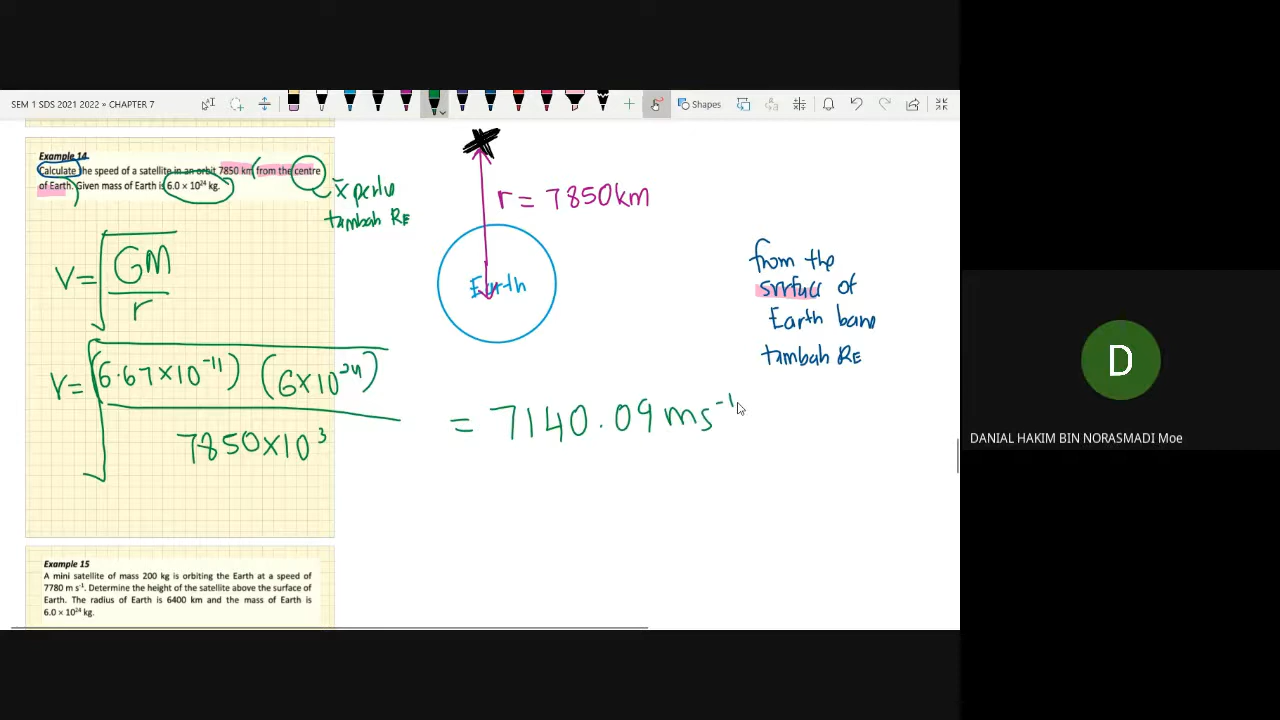 SEM 1 SDS 2021 2022 » CHAPTER 7
Shapes
Example 14
Calculate the speed of a satellite in an orbit 7850 km from the centre
of Earth. Given mass of Earth is 6.0 × 10²⁴ kg.
x̄ perlu
tambah RE
r = 7850km
Earth
from the
surface of
Earth baru
tambah RE
V = √GM
r
V = √(6.67×10⁻¹¹) (6×10²⁴)
7850×10³
= 7140.09 ms⁻¹
D
DANIAL HAKIM BIN NORASMADI Moe
Example 15
A mini satellite of mass 200 kg is orbiting the Earth at a speed of
7780 m s⁻¹. Determine the height of the satellite above the surface of
Earth. The radius of Earth is 6400 km and the mass of Earth is
6.0 × 10²⁴ kg.